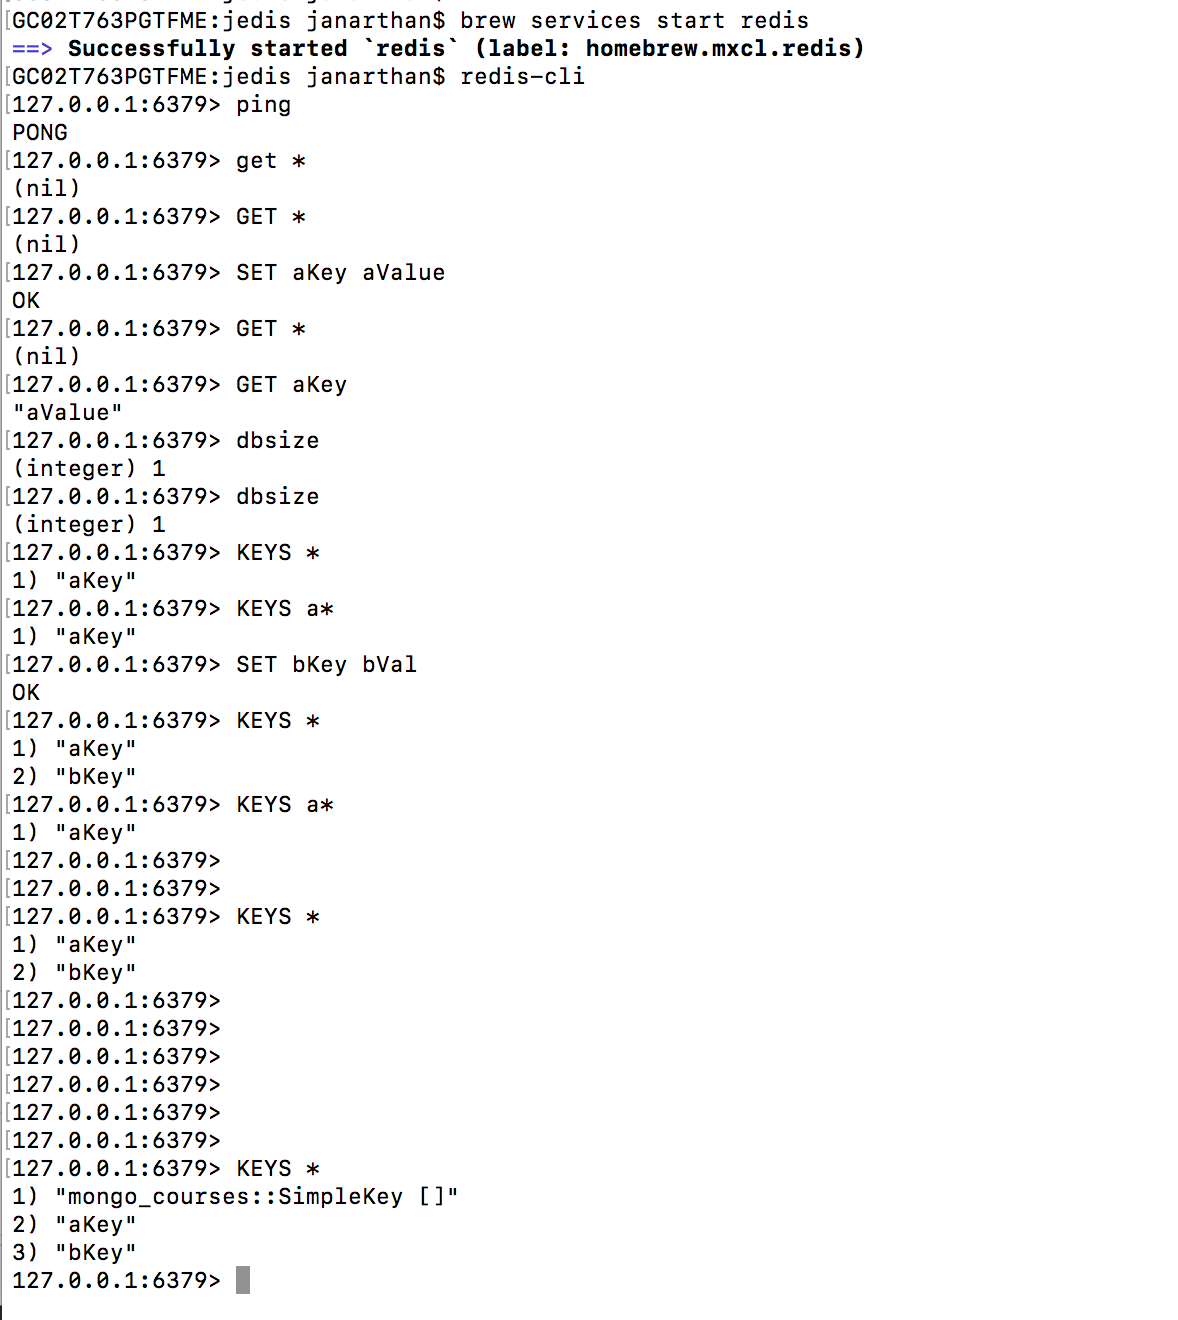 [GC02T763PGTFME:jedis janarthan$ brew services start redis
==> Successfully started `redis` (label: homebrew.mxcl.redis)
[GC02T763PGTFME:jedis janarthan$ redis-cli
[127.0.0.1:6379> ping
PONG
[127.0.0.1:6379> get *
(nil)
[127.0.0.1:6379> GET *
(nil)
[127.0.0.1:6379> SET aKey aValue
OK
[127.0.0.1:6379> GET *
(nil)
[127.0.0.1:6379> GET aKey
"aValue"
[127.0.0.1:6379> dbsize
(integer) 1
[127.0.0.1:6379> dbsize
(integer) 1
[127.0.0.1:6379> KEYS *
1) "aKey"
[127.0.0.1:6379> KEYS a*
1) "aKey"
[127.0.0.1:6379> SET bKey bVal
OK
[127.0.0.1:6379> KEYS *
1) "aKey"
2) "bKey"
[127.0.0.1:6379> KEYS a*
1) "aKey"
[127.0.0.1:6379>
[127.0.0.1:6379>
[127.0.0.1:6379> KEYS *
1) "aKey"
2) "bKey"
[127.0.0.1:6379>
[127.0.0.1:6379>
[127.0.0.1:6379>
[127.0.0.1:6379>
[127.0.0.1:6379>
[127.0.0.1:6379>
[127.0.0.1:6379> KEYS *
1) "mongo_courses::SimpleKey []"
2) "aKey"
3) "bKey"
127.0.0.1:6379>